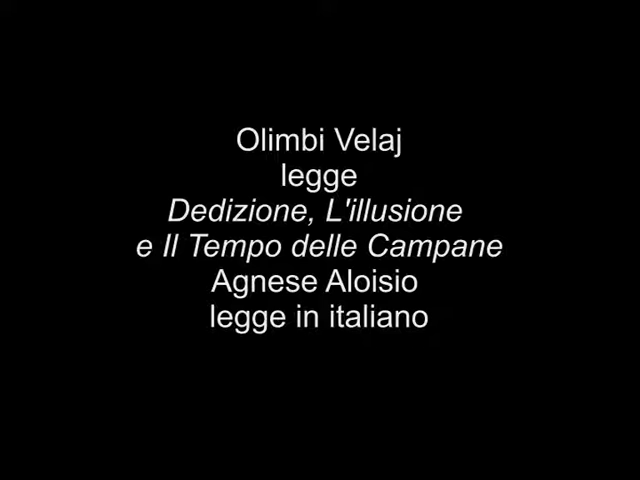 Olimbi Velaj
legge
Dedizione, L'illusione
e Il Tempo delle Campane
Agnese Aloisio
legge in italiano